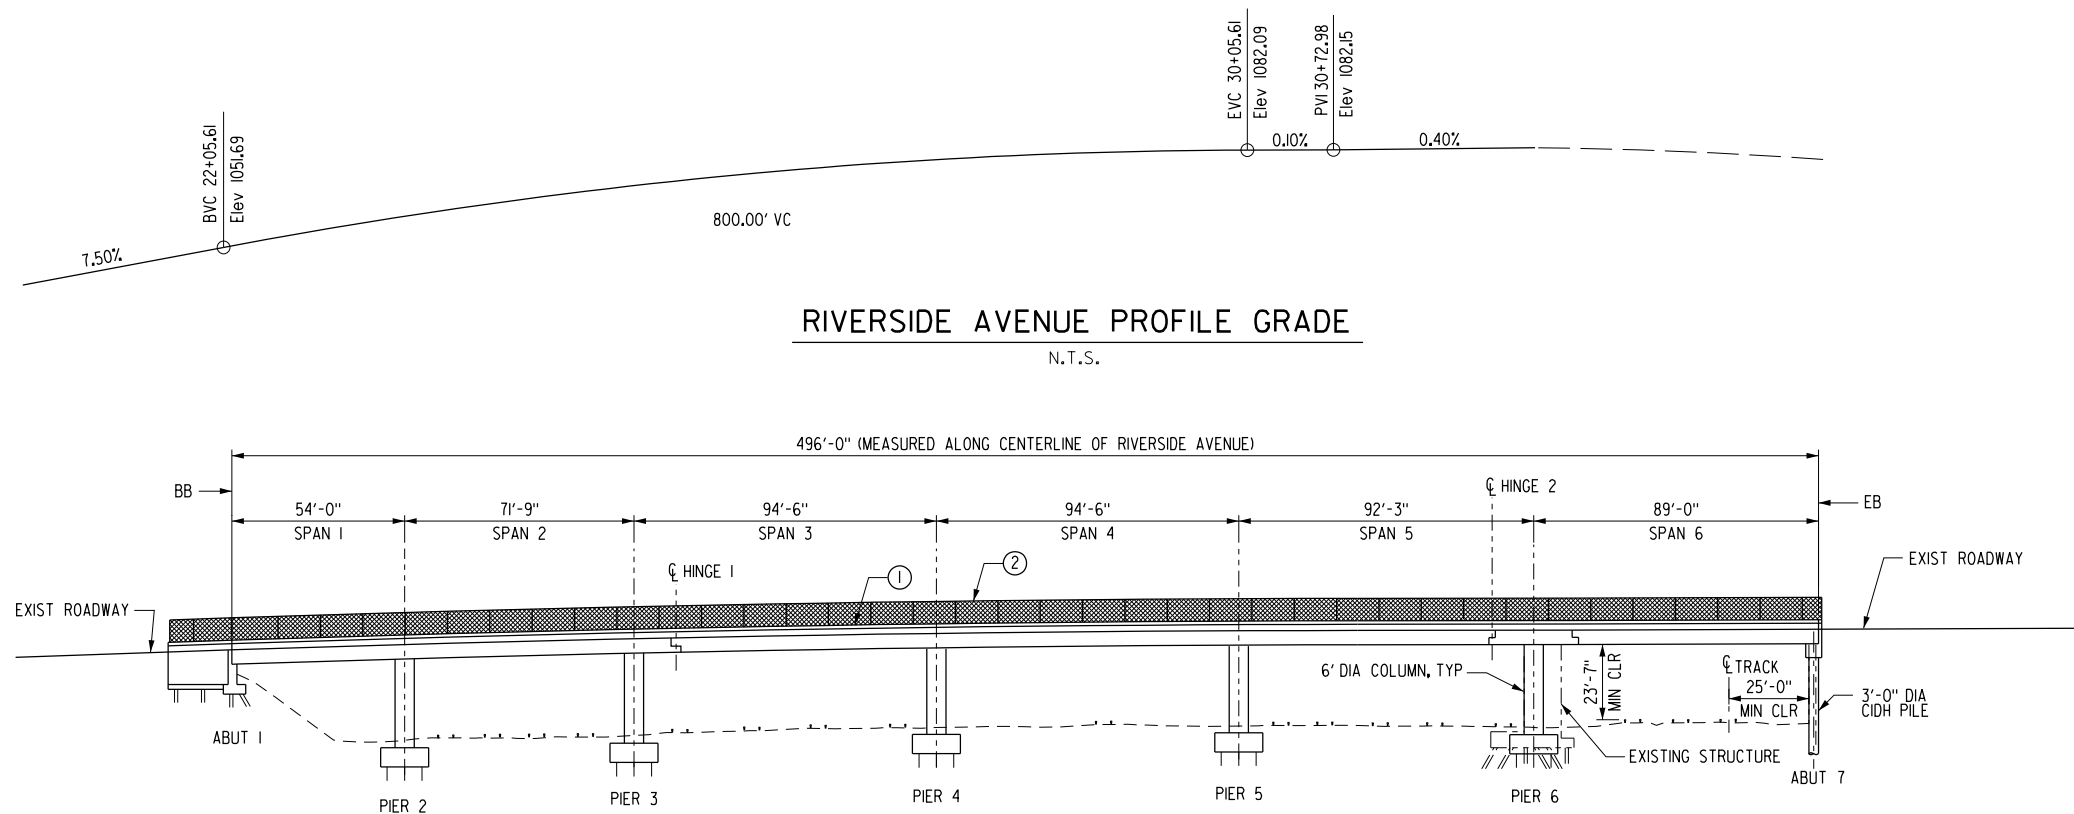 BVC 22+05.61
Elev 1051.69
EVC 30+05.61
Elev 1082.09
PVI 30+72.98
Elev 1082.15
7.50%
0.10%
0.40%
800.00' VC
RIVERSIDE AVENUE PROFILE GRADE
N.T.S.
496'-0" (MEASURED ALONG CENTERLINE OF RIVERSIDE AVENUE)
BB
EB
54'-0"
SPAN 1
71'-9"
SPAN 2
94'-6"
SPAN 3
94'-6"
SPAN 4
92'-3"
SPAN 5
89'-0"
SPAN 6
℄ HINGE 1
℄ HINGE 2
1
2
EXIST ROADWAY
EXIST ROADWAY
6' DIA COLUMN, TYP
23'-7"
MIN CLR
℄ TRACK
25'-0"
MIN CLR
3'-0" DIA
CIDH PILE
EXISTING STRUCTURE
ABUT 1
PIER 2
PIER 3
PIER 4
PIER 5
PIER 6
ABUT 7